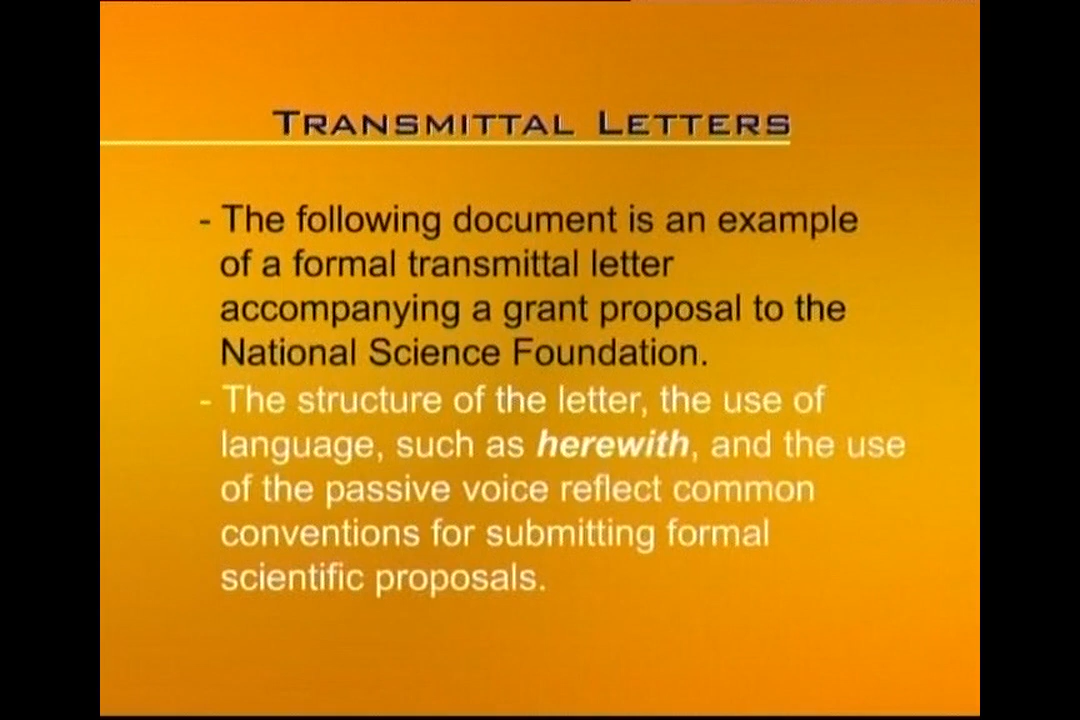 TRANSMITTAL LETTERS
- The following document is an example
of a formal transmittal letter
accompanying a grant proposal to the
National Science Foundation.
- The structure of the letter, the use of
language, such as herewith, and the use
of the passive voice reflect common
conventions for submitting formal
scientific proposals.